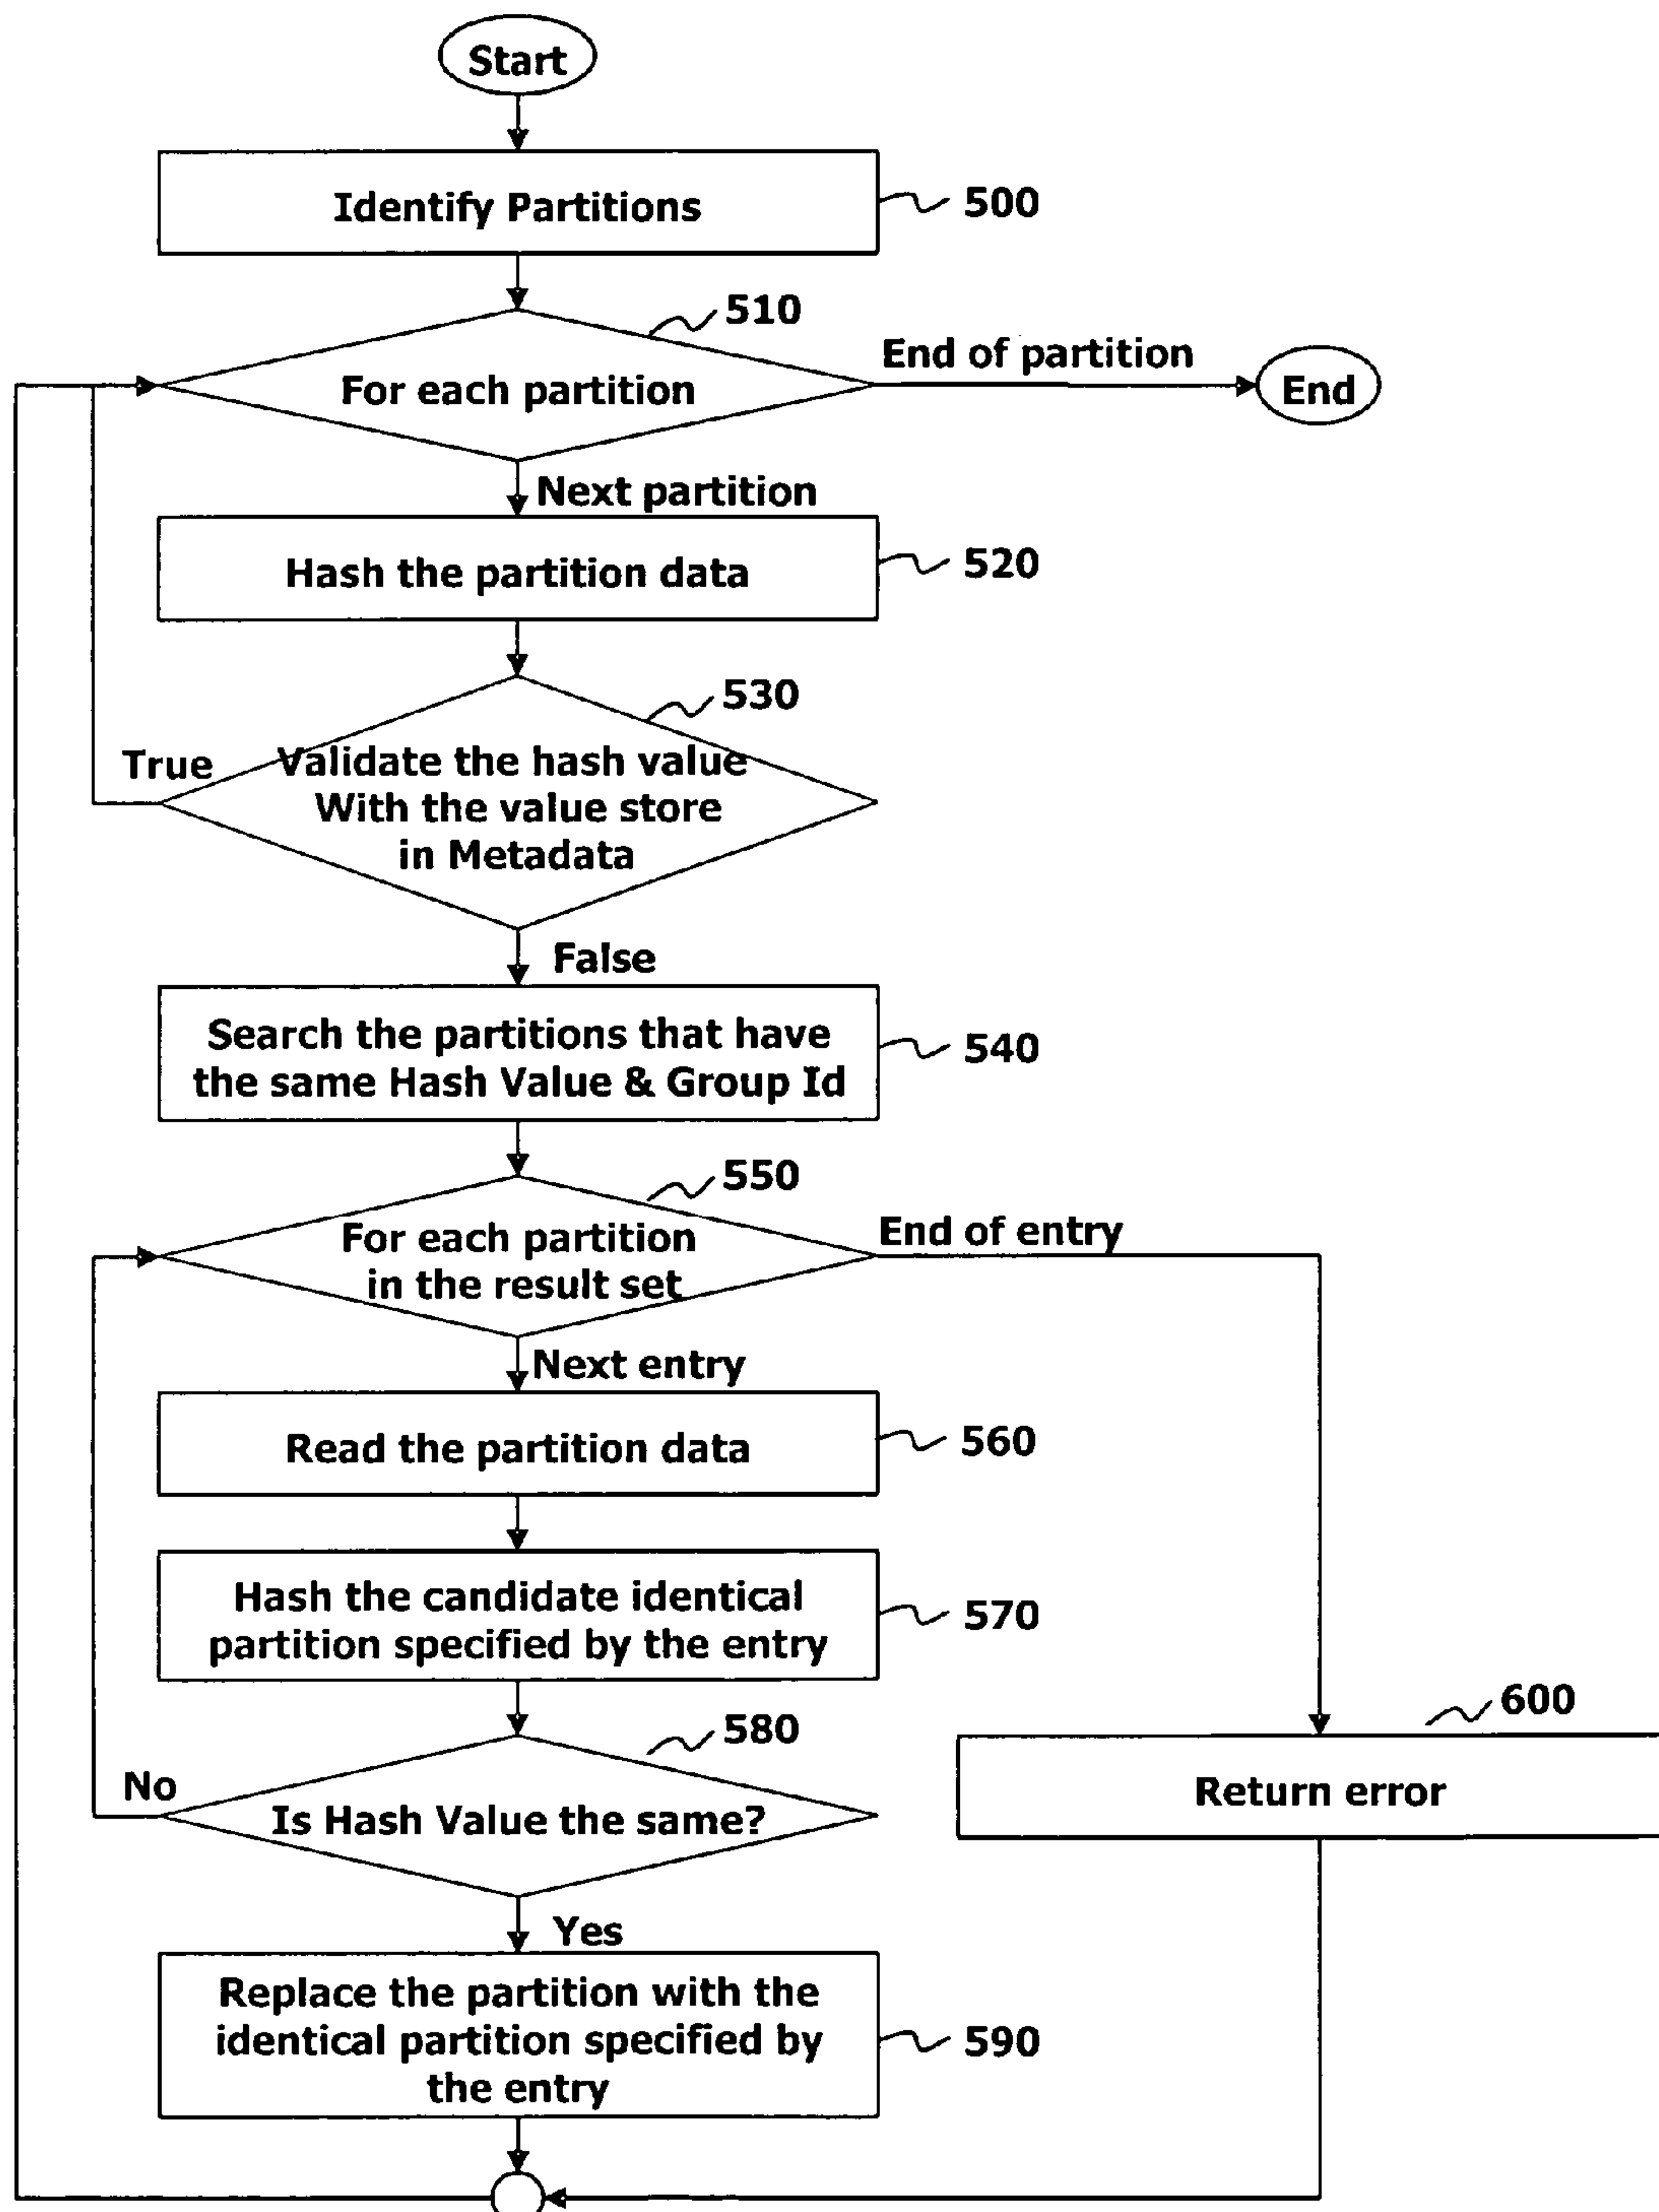 Start
Identify Partitions
500
510
End of partition
For each partition
End
Next partition
Hash the partition data
520
530
True
Validate the hash value
With the value store
in Metadata
False
Search the partitions that have
the same Hash Value & Group Id
540
550
For each partition
in the result set
End of entry
Next entry
Read the partition data
560
Hash the candidate identical
partition specified by the entry
570
580
600
No
Is Hash Value the same?
Return error
Yes
Replace the partition with the
identical partition specified by
the entry
590